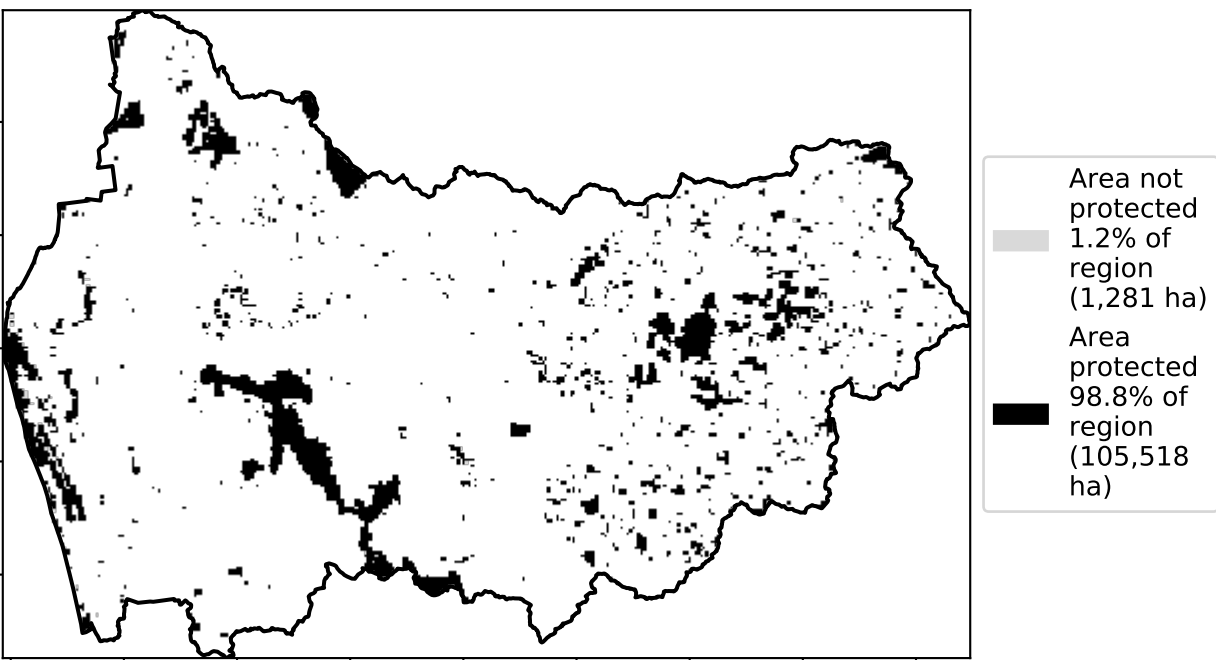 Area not
protected
1.2% of
region
(1,281 ha)
Area
protected
98.8% of
region
(105,518
ha)